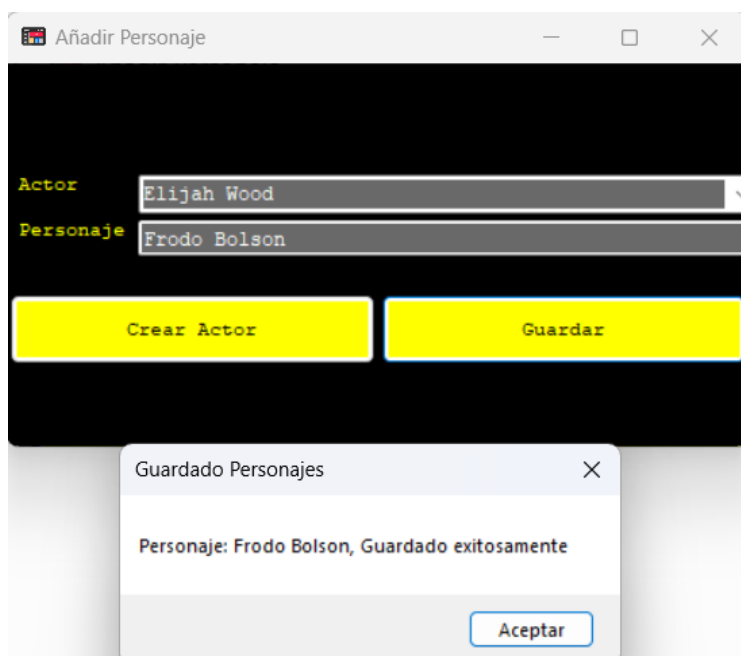 Añadir Personaje
Actor
Elijah Wood
Personaje
Frodo Bolson
Crear Actor
Guardar
Guardado Personajes
Personaje: Frodo Bolson, Guardado exitosamente
Aceptar